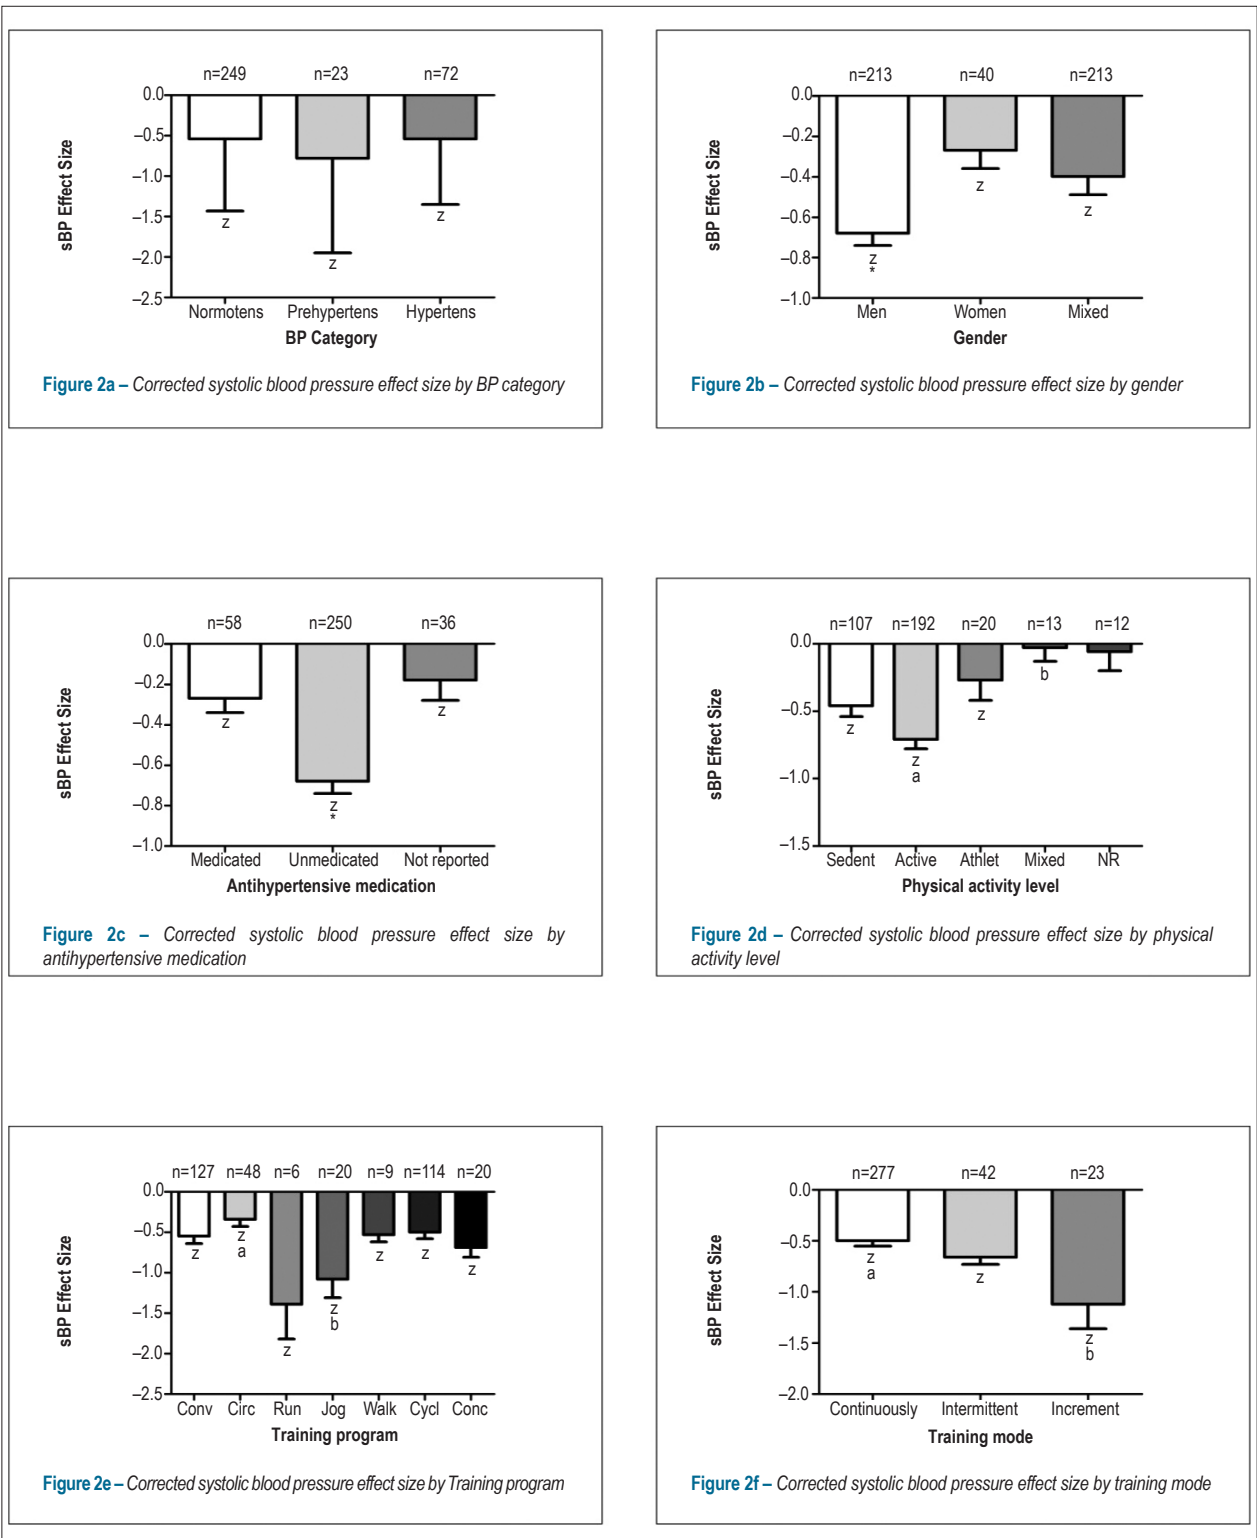 n=249 n=23 n=72
0.0
–0.5
–1.0
–1.5
–2.0
–2.5
sBP Effect Size
z z z
Normotens Prehypertens Hypertens
BP Category
Figure 2a – Corrected systolic blood pressure effect size by BP category
n=213 n=40 n=213
0.0
–0.2
–0.4
–0.6
–0.8
–1.0
sBP Effect Size
z z z
*
Men Women Mixed
Gender
Figure 2b – Corrected systolic blood pressure effect size by gender
n=58 n=250 n=36
0.0
–0.2
–0.4
–0.6
–0.8
–1.0
sBP Effect Size
z z z
*
Medicated Unmedicated Not reported
Antihypertensive medication
Figure 2c – Corrected systolic blood pressure effect size by
antihypertensive medication
n=107 n=192 n=20 n=13 n=12
0.0
–0.5
–1.0
–1.5
sBP Effect Size
z z z b
a
Sedent Active Athlet Mixed NR
Physical activity level
Figure 2d – Corrected systolic blood pressure effect size by physical
activity level
n=127 n=48 n=6 n=20 n=9 n=114 n=20
0.0
–0.5
–1.0
–1.5
–2.0
–2.5
sBP Effect Size
z z z z z z z
a b
Conv Circ Run Jog Walk Cycl Conc
Training program
Figure 2e – Corrected systolic blood pressure effect size by Training program
n=277 n=42 n=23
0.0
–0.5
–1.0
–1.5
–2.0
sBP Effect Size
z z z
a b
Continuously Intermittent Increment
Training mode
Figure 2f – Corrected systolic blood pressure effect size by training mode